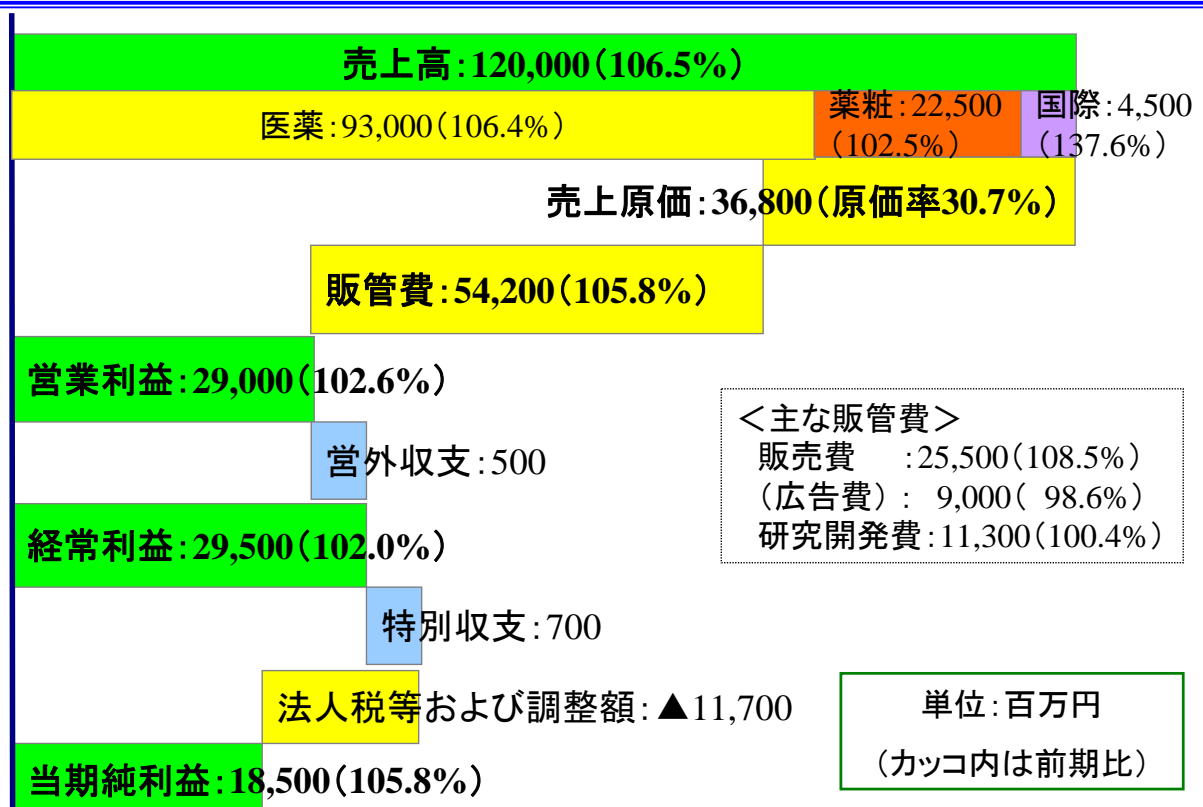 売上高:120,000(106.5%)
医薬:93,000(106.4%)
薬粧:22,500
(102.5%)
国際:4,500
(137.6%)
売上原価:36,800(原価率30.7%)
販管費:54,200(105.8%)
営業利益:29,000(102.6%)
営外収支:500
＜主な販管費＞
販売費 :25,500(108.5%)
(広告費): 9,000( 98.6%)
研究開発費:11,300(100.4%)
経常利益:29,500(102.0%)
特別収支:700
法人税等および調整額:▲11,700
当期純利益:18,500(105.8%)
単位:百万円
(カッコ内は前期比)